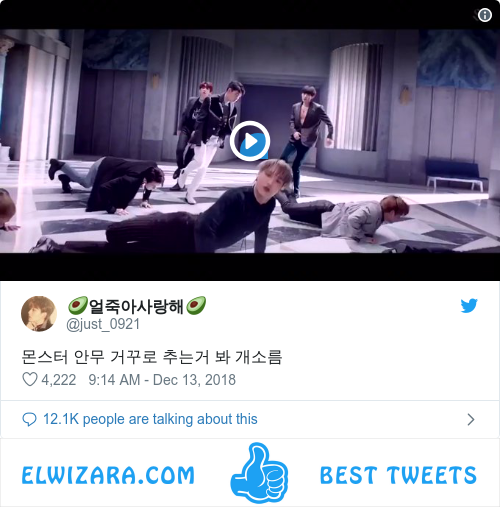 🥑얼죽아사랑해🥑
@just_0921
몬스터 안무 거꾸로 추는거 봐 개소름
4,222 9:14 AM - Dec 13, 2018
12.1K people are talking about this
ELWIZARA.COM BEST TWEETS